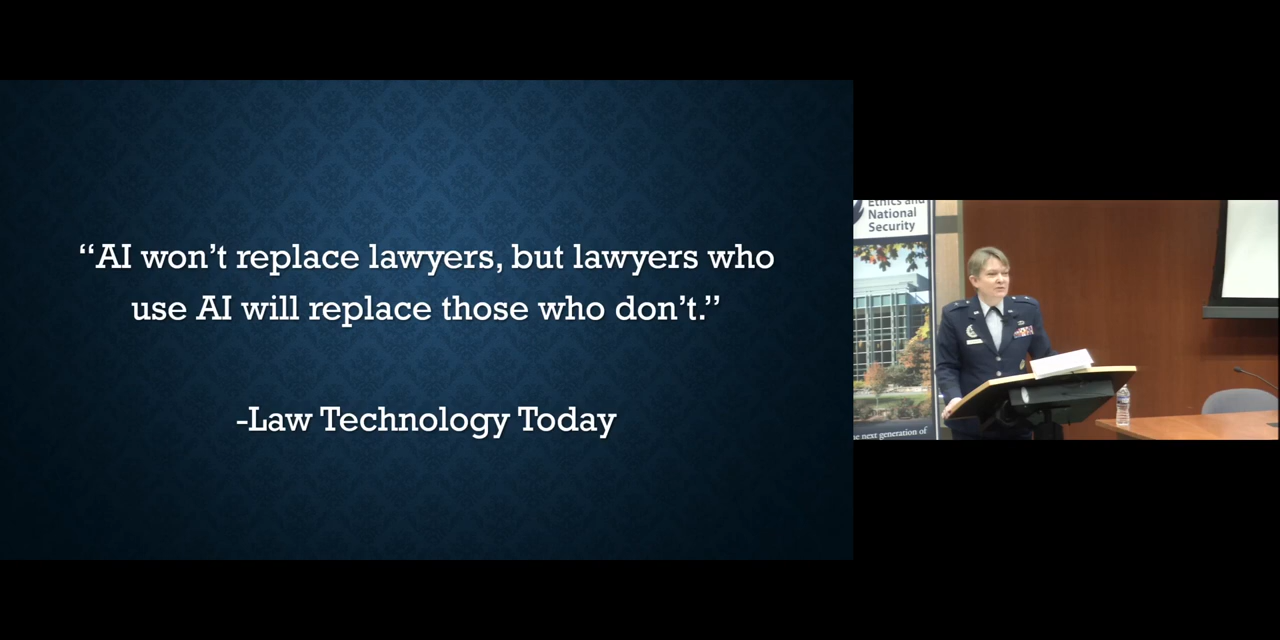 “AI won’t replace lawyers, but lawyers who
use AI will replace those who don’t.”
-Law Technology Today
Ethics and
National
Security
next generation of